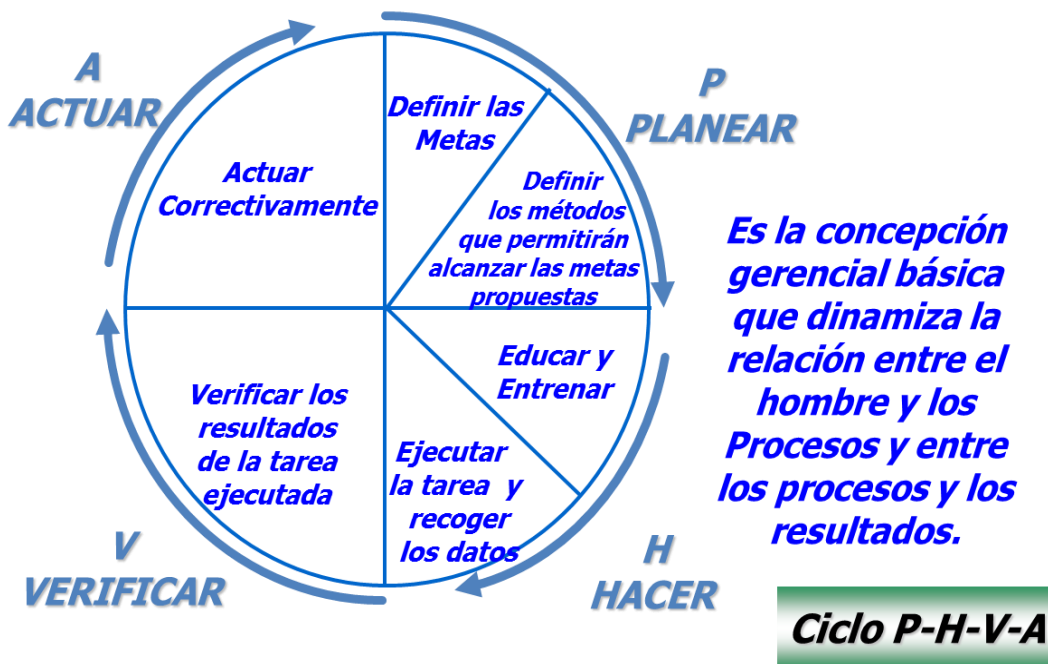 A
ACTUAR
P
PLANEAR
Definir las
Metas
Actuar
Correctivamente
Definir
los métodos
que permitirán
alcanzar las metas
propuestas
Educar y
Entrenar
Ejecutar
la tarea y
recoger
los datos
Verificar los
resultados
de la tarea
ejecutada
V
VERIFICAR
H
HACER
Es la concepción
gerencial básica
que dinamiza la
relación entre el
hombre y los
Procesos y entre
los procesos y los
resultados.
Ciclo P-H-V-A